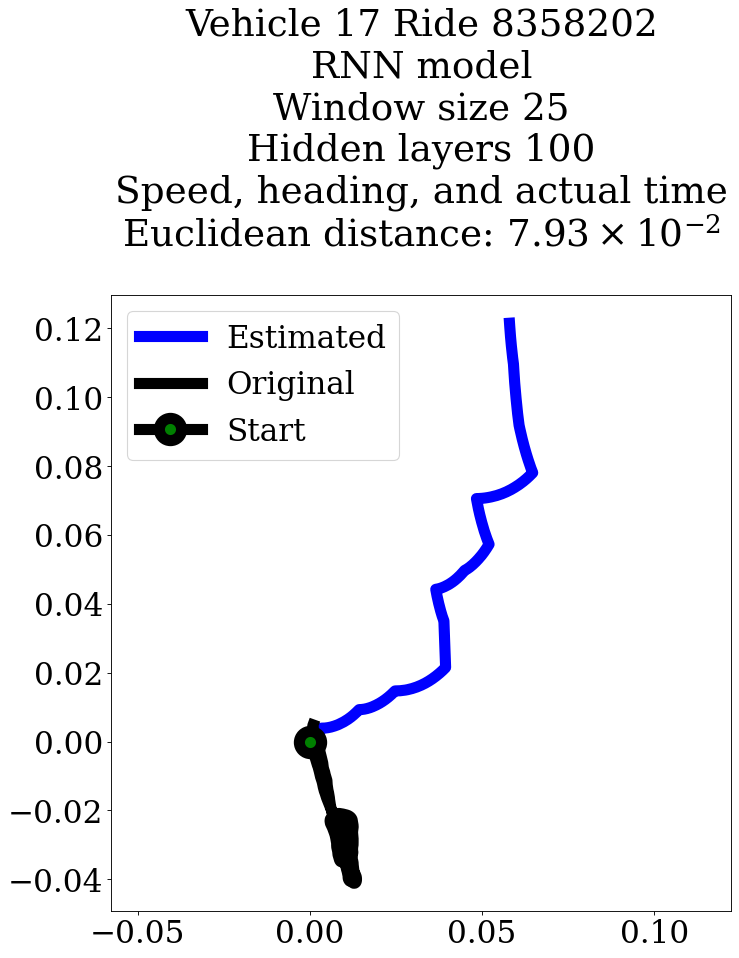 Vehicle 17 Ride 8358202
RNN model
Window size 25
Hidden layers 100
Speed, heading, and actual time
Euclidean distance: 7.93 × 10⁻²
Estimated
Original
Start
0.12
0.10
0.08
0.06
0.04
0.02
0.00
−0.02
−0.04
−0.05 0.00 0.05 0.10